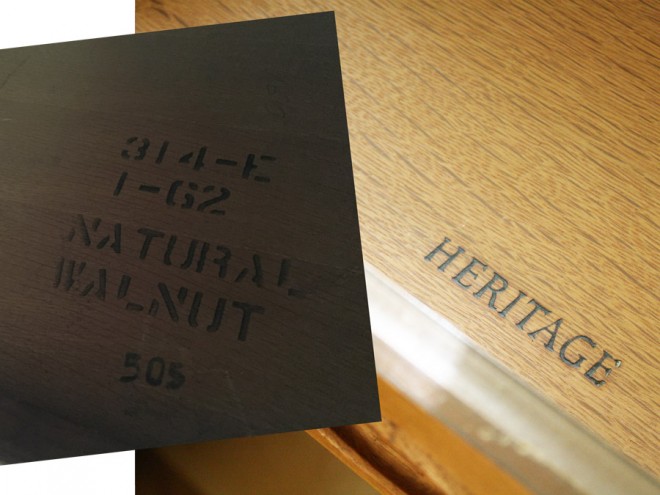 314-E
1-62
NATURAL
WALNUT
505
HERITAGE®